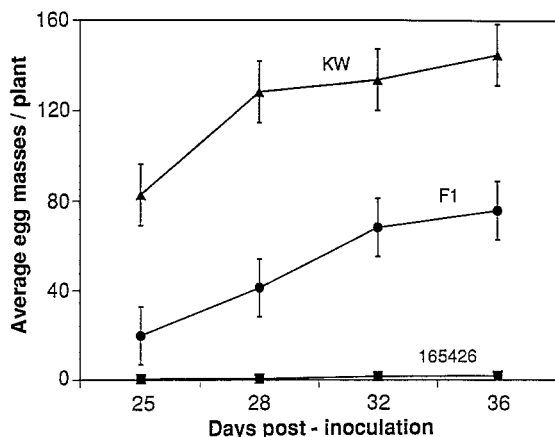 160
KW
120
Average egg masses / plant
80
F1
40
165426
0
25 28 32 36
Days post - inoculation